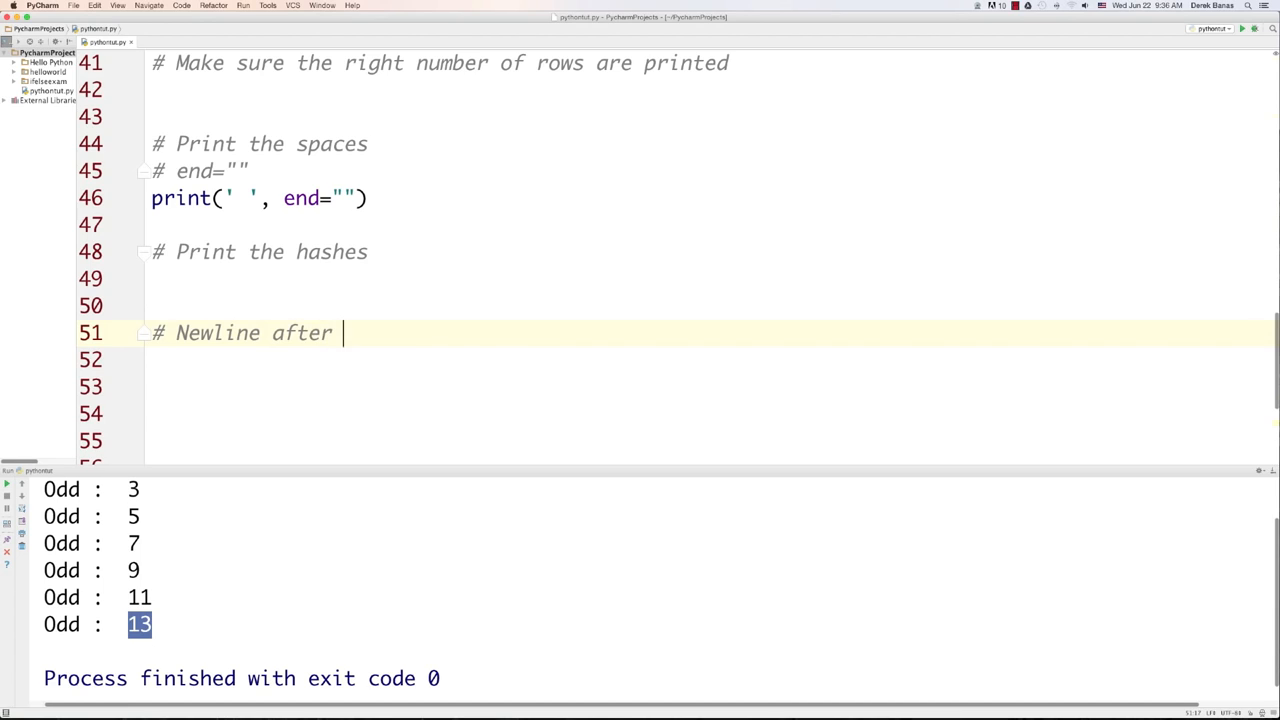 PyCharm File Edit View Navigate Code Refactor Run Tools VCS Window Help 10 Wed Jun 22 9:36 AM Derek Banas
pythontut.py - PycharmProjects - [~/PycharmProjects]
PycharmProjects pythontut.py pythontut
pythontut.py
PycharmProject
Hello Python
helloworld
ifelseexam
pythontut.py
External Librarie
41 # Make sure the right number of rows are printed
42
43
44 # Print the spaces
45 # end=""
46 print(' ', end="")
47
48 # Print the hashes
49
50
51 # Newline after
52
53
54
55
Run pythontut
Odd : 3
Odd : 5
Odd : 7
Odd : 9
Odd : 11
Odd : 13
Process finished with exit code 0
51:17 LF‡ UTF-8‡